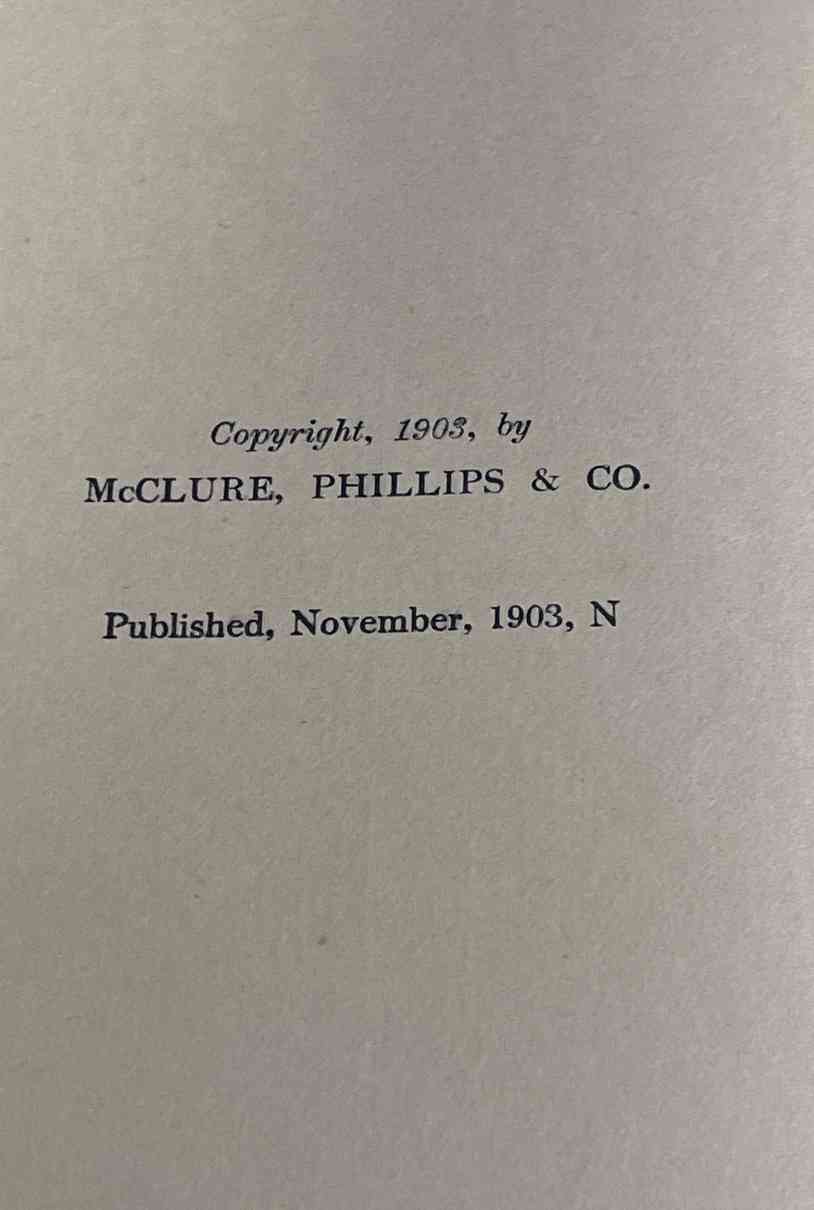 Copyright, 1903, by
McCLURE, PHILLIPS & CO.
Published, November, 1903, N